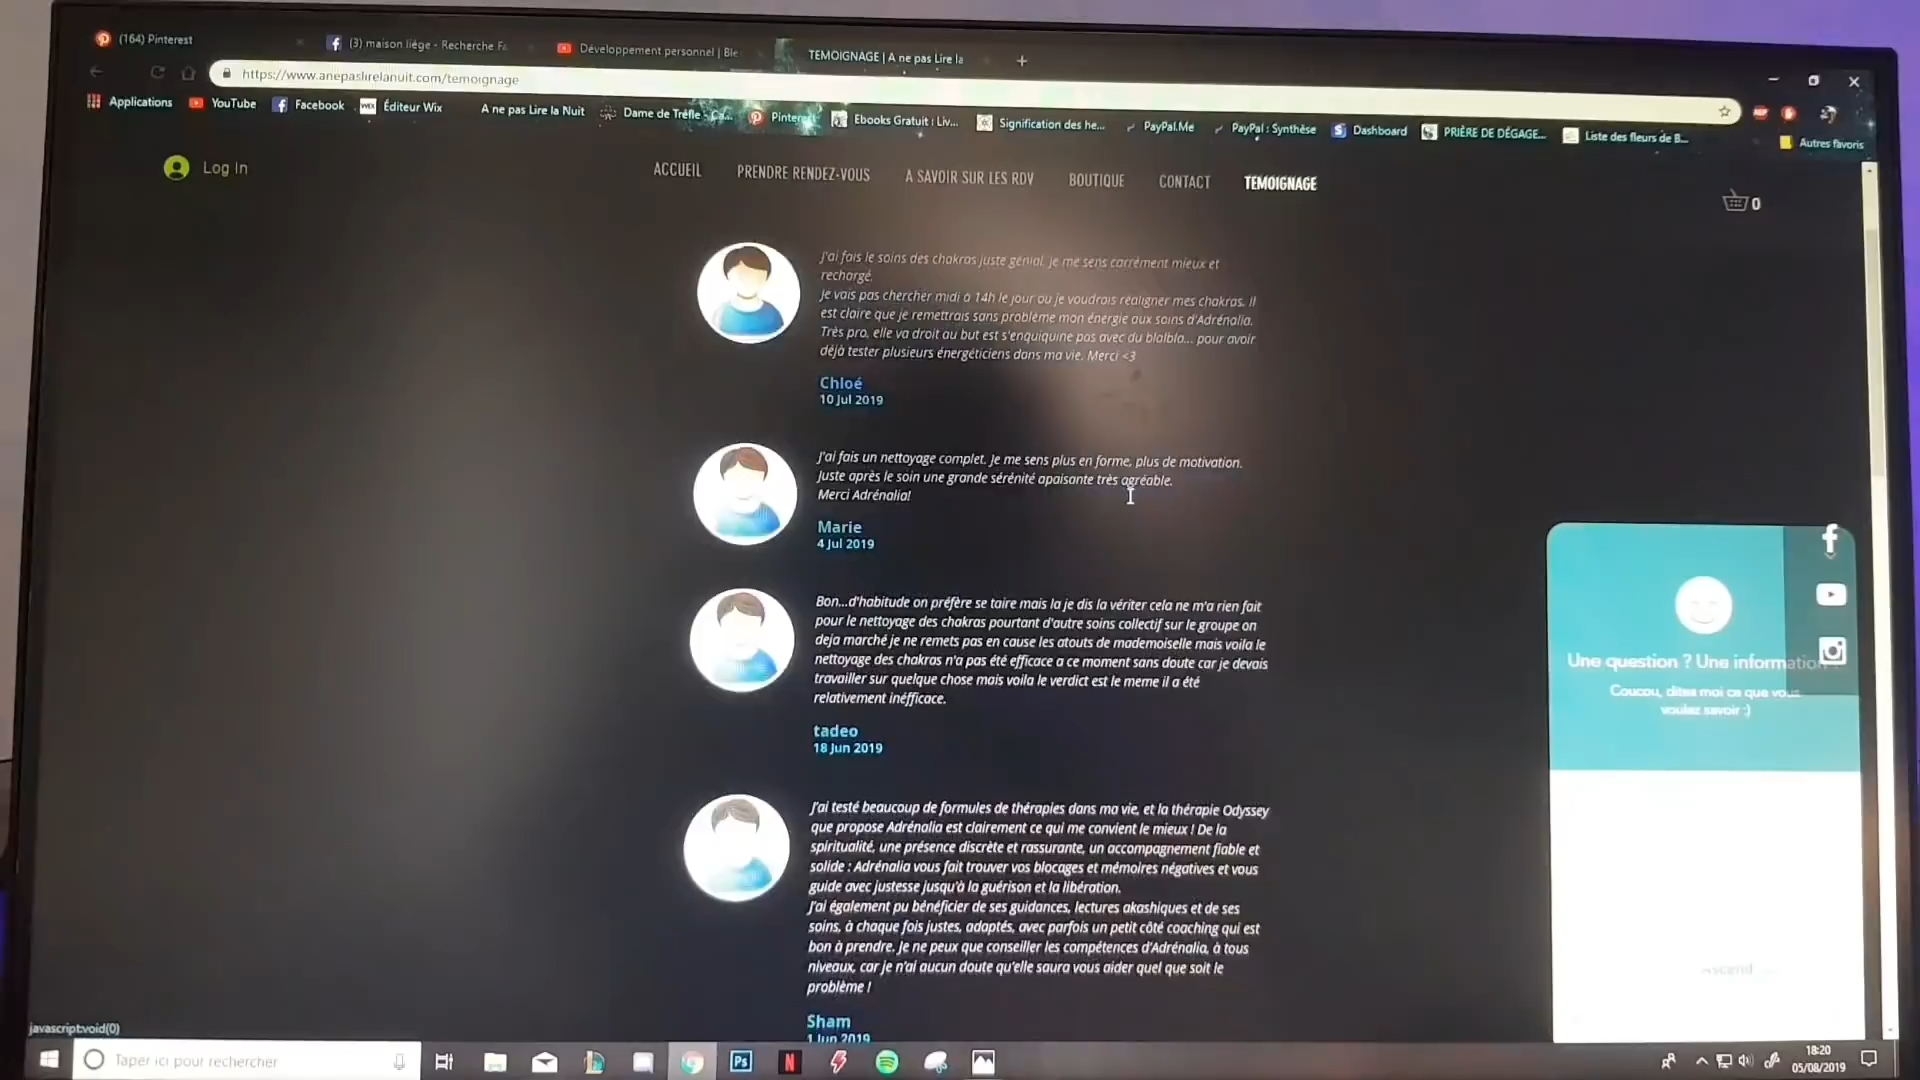 (164) Pinterest
(3) maison liège - Recherche Fa
Développement personnel | Ble
TEMOIGNAGE | A ne pas Lire la
https://www.anepaslirelanuit.com/temoignage
Applications
YouTube
Facebook
WIX Éditeur Wix
A ne pas Lire la Nuit
Dame de Trèfle - Ca...
Pinterest
Ebooks Gratuit : Liv...
Signification des he...
PayPal.Me
PayPal : Synthèse
Dashboard
PRIÈRE DE DÉGAGE...
Liste des fleurs de B...
Autres favoris
Log In
ACCUEIL
PRENDRE RENDEZ-VOUS
A SAVOIR SUR LES RDV
BOUTIQUE
CONTACT
TEMOIGNAGE
0
J'ai fais le soins des chakras juste génial, je me sens carrément mieux et
rechargé.
Je vais pas chercher midi à 14h le jour ou je voudrais réaligner mes chakras. Il
est claire que je remettrais sans problème mon énergie aux soins d'Adrénalia.
Très pro, elle va droit au but est s'enquiquine pas avec du blalbla... pour avoir
déjà tester plusieurs énergéticiens dans ma vie. Merci <3
Chloé
10 Jul 2019
J'ai fais un nettoyage complet. Je me sens plus en forme, plus de motivation.
Juste après le soin une grande sérénité apaisante très agréable.
Merci Adrénalia!
Marie
4 Jul 2019
Bon...d'habitude on préfère se taire mais la je dis la vériter cela ne m'a rien fait
pour le nettoyage des chakras pourtant d'autre soins collectif sur le groupe on
deja marché je ne remets pas en cause les atouts de mademoiselle mais voila le
nettoyage des chakras n'a pas été efficace a ce moment sans doute car je devais
travailler sur quelque chose mais voila le verdict est le meme il a été
relativement inéfficace.
tadeo
18 Jun 2019
J'ai testé beaucoup de formules de thérapies dans ma vie, et la thérapie Odyssey
que propose Adrénalia est clairement ce qui me convient le mieux ! De la
spiritualité, une présence discrète et rassurante, un accompagnement fiable et
solide : Adrénalia vous fait trouver vos blocages et mémoires négatives et vous
guide avec justesse jusqu'à la guérison et la libération.
J'ai également pu bénéficier de ses guidances, lectures akashiques et de ses
soins, à chaque fois justes, adaptés, avec parfois un petit côté coaching qui est
bon à prendre. Je ne peux que conseiller les compétences d'Adrénalia, à tous
niveaux, car je n'ai aucun doute qu'elle saura vous aider quel que soit le
problème !
Sham
1 Jun 2019
Une question ? Une informatio
Coucou, dites moi ce que vous
voulez savoir :)
javascript:void(0)
Taper ici pour rechercher
Ps
N
18:20
05/08/2019